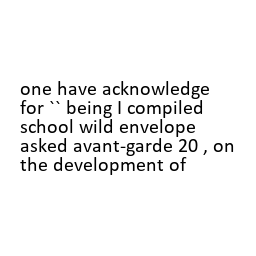 one have acknowledge
for `` being I compiled
school wild envelope
asked avant-garde 20 , on
the development of